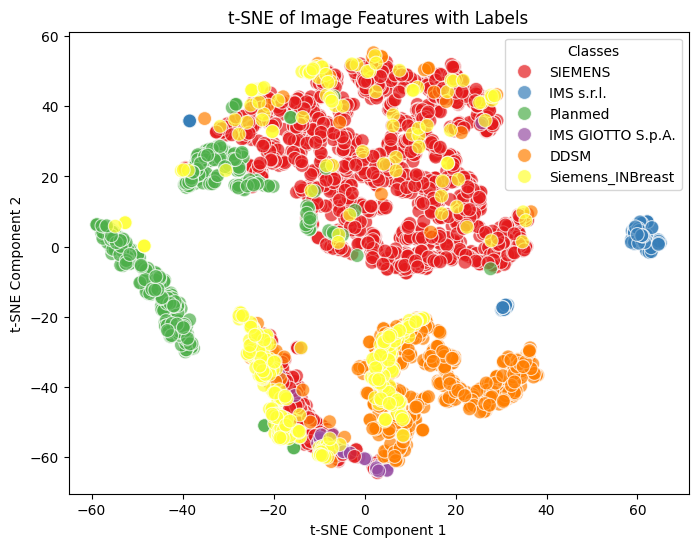 t-SNE of Image Features with Labels
Classes
SIEMENS
IMS s.r.l.
Planmed
IMS GIOTTO S.p.A.
DDSM
Siemens_INBreast
60
40
20
0
−20
−40
−60
t-SNE Component 2
−60 −40 −20 0 20 40 60
t-SNE Component 1